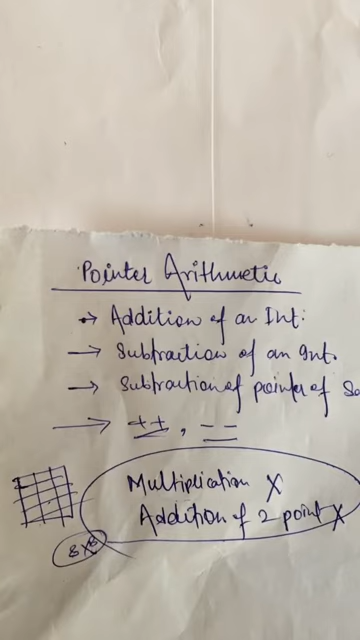 Pointer Arithmetic
→ Addition of an Int.
→ Subtraction of an Int.
→ Subtraction of pointer of Sa
→ ++, --
Multiplication X
Addition of 2 point X
8x8